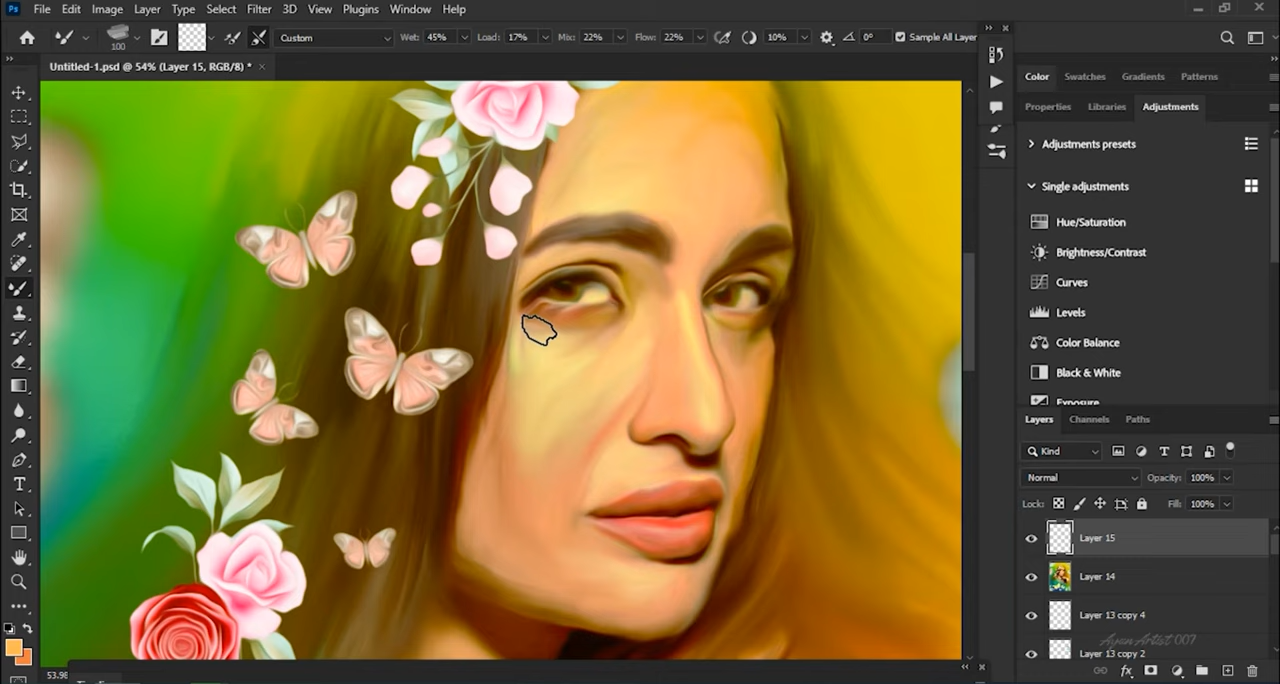 Ps File Edit Image Layer Type Select Filter 3D View Plugins Window Help
100 Custom Wet: 45% Load: 17% Mix: 22% Flow: 22% 10% 0° Sample All Layer
Untitled-1.psd @ 54% (Layer 15, RGB/8) *
Color Swatches Gradients Patterns
Properties Libraries Adjustments
Adjustments presets
Single adjustments
Hue/Saturation
Brightness/Contrast
Curves
Levels
Color Balance
Black & White
Exposure
Layers Channels Paths
Kind
Normal Opacity: 100%
Lock: Fill: 100%
Layer 15
Layer 14
Layer 13 copy 4
Ayan Artist 007
Layer 13 copy 2
53.98